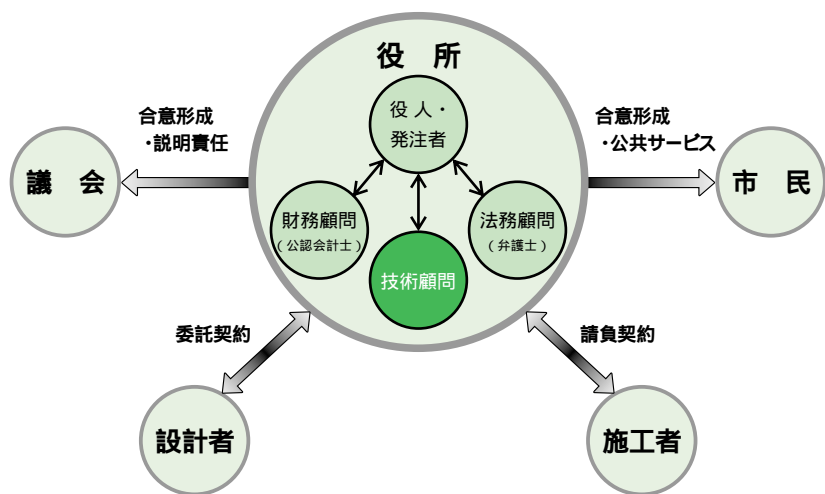 役 所
役 人・
発注者
合意形成
・説明責任
合意形成
・公共サービス
議 会
市 民
財務顧問
(公認会計士)
法務顧問
(弁護士)
技術顧問
委託契約
請負契約
設計者
施工者